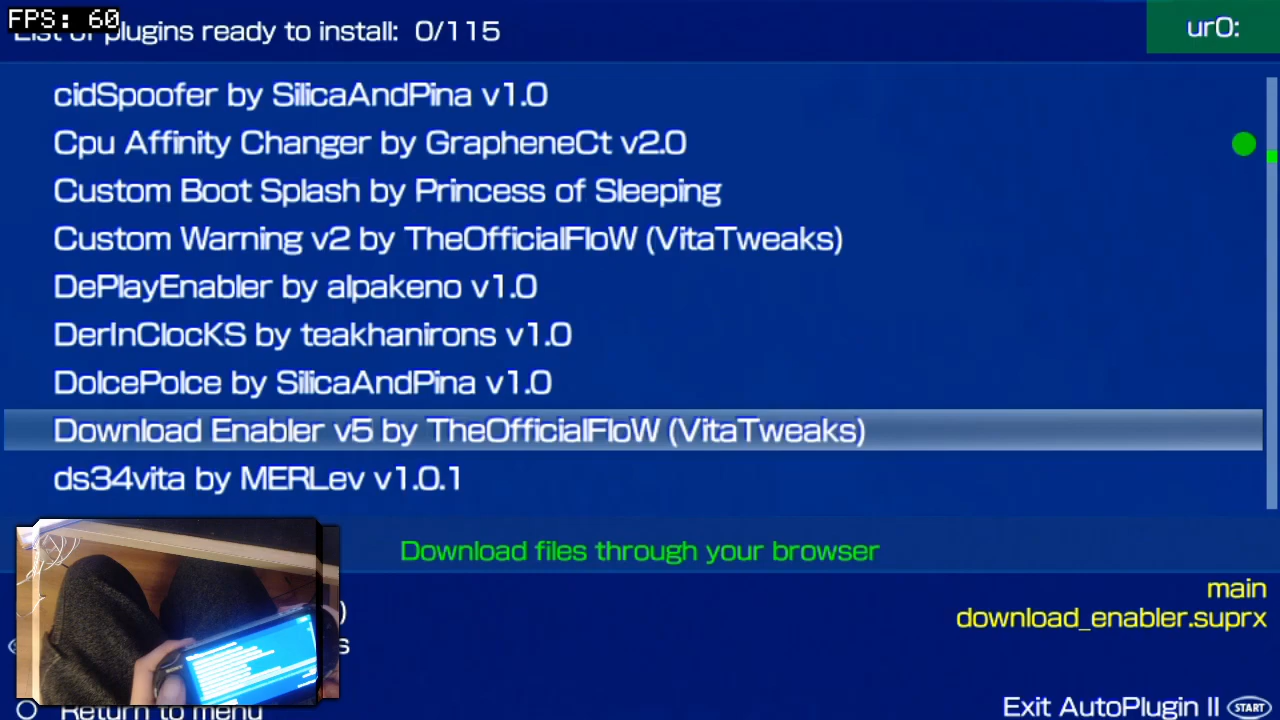 FPS: 60
List of plugins ready to install: 0/115
ur0:
cidSpoofer by SilicaAndPina v1.0
Cpu Affinity Changer by GrapheneCt v2.0
Custom Boot Splash by Princess of Sleeping
Custom Warning v2 by TheOfficialFloW (VitaTweaks)
DePlayEnabler by alpakeno v1.0
DerInClocKS by teakhanirons v1.0
DolcePolce by SilicaAndPina v1.0
Download Enabler v5 by TheOfficialFloW (VitaTweaks)
ds34vita by MERLev v1.0.1
Download files through your browser
main
download_enabler.suprx
Return to menu
Exit AutoPlugin II START